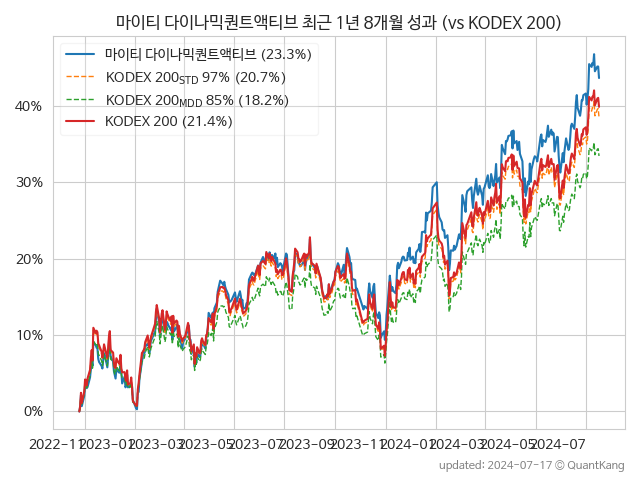 마이티 다이나믹퀀트액티브 최근 1년 8개월 성과 (vs KODEX 200)
마이티 다이나믹퀀트액티브 (23.3%)
KODEX 200STD 97% (20.7%)
KODEX 200MDD 85% (18.2%)
KODEX 200 (21.4%)
40%
30%
20%
10%
0%
2022-11 2023-01 2023-03 2023-05 2023-07 2023-09 2023-11 2024-01 2024-03 2024-05 2024-07
updated: 2024-07-17 © QuantKang